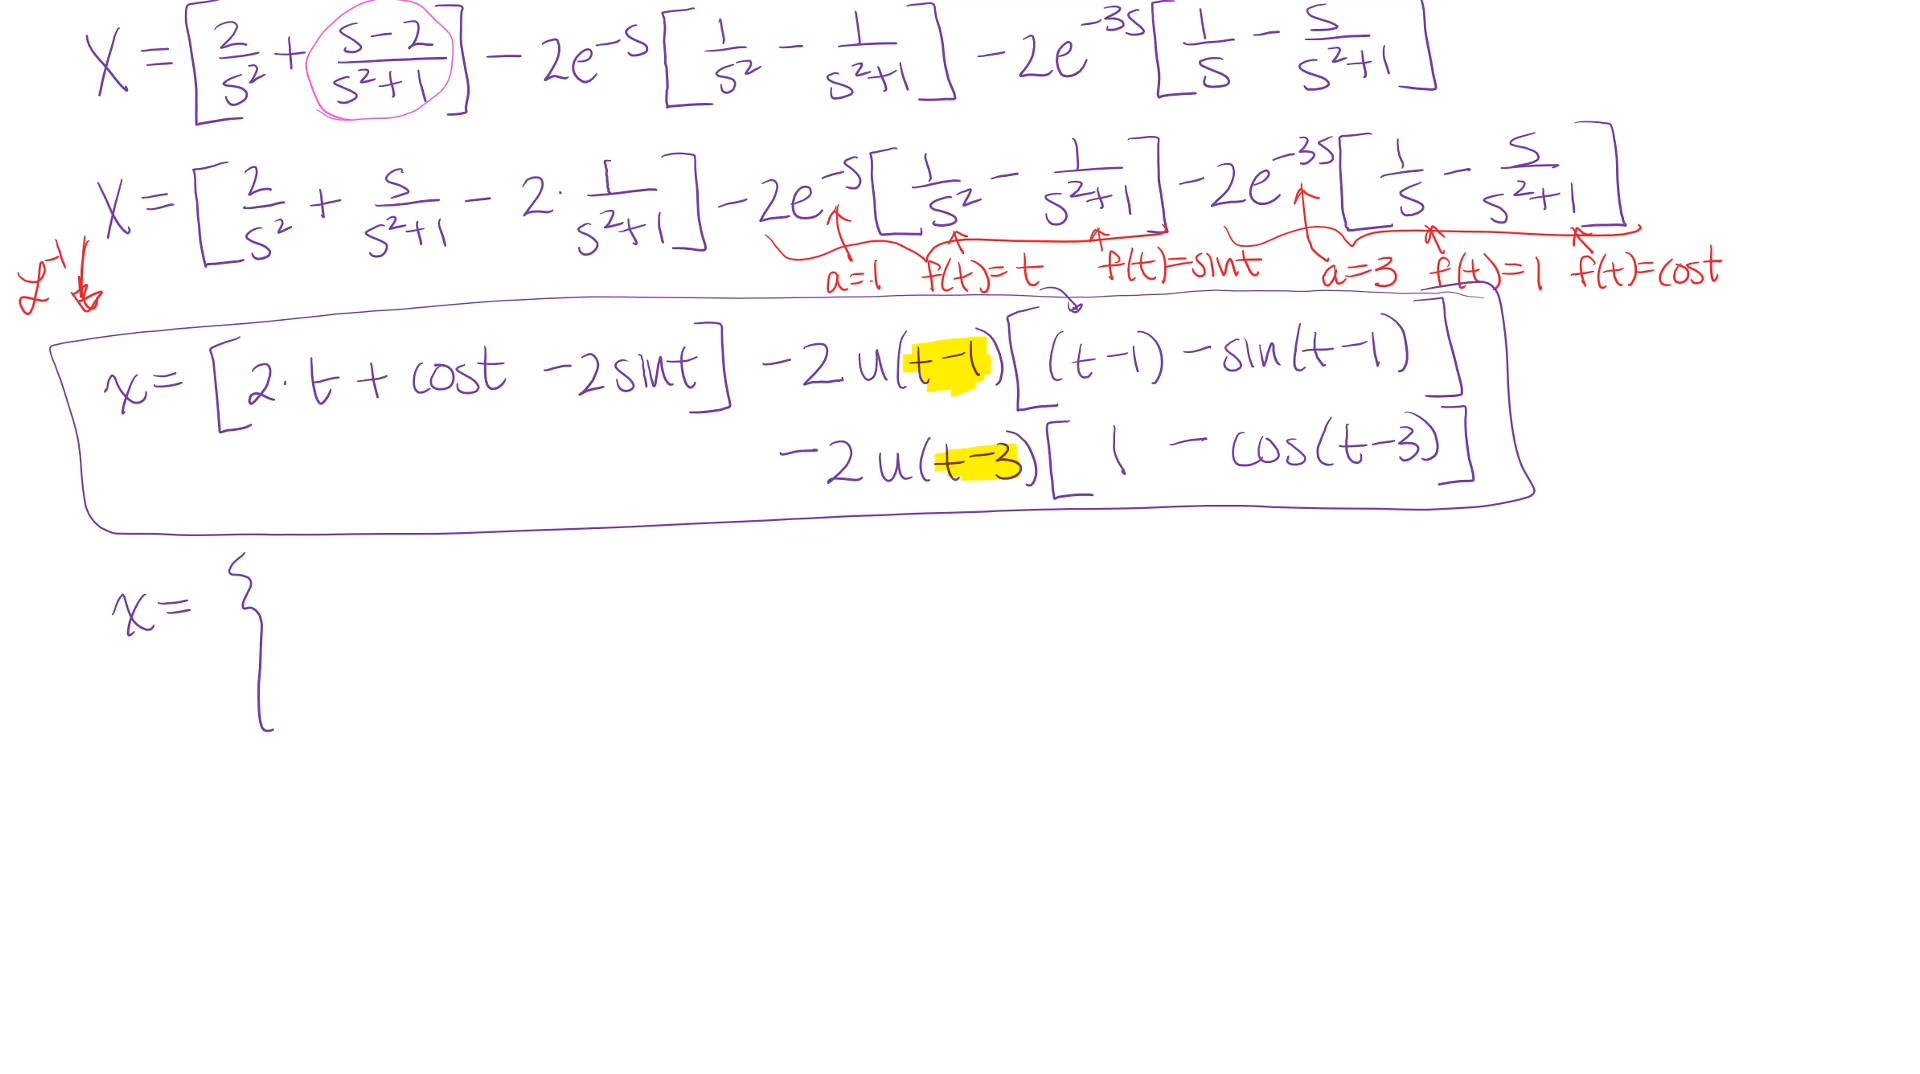 X = [2/s² + (s-2)/(s²+1)] - 2e^(-s) [1/s² - 1/(s²+1)] - 2e^(-3s) [1/s - s/(s²+1)]
X = [2/s² + s/(s²+1) - 2 · 1/(s²+1)] - 2e^(-s) [1/s² - 1/(s²+1)] - 2e^(-3s) [1/s - s/(s²+1)]
ℒ⁻¹ ↓ a=1 f(t)=t f(t)=sint a=3 f(t)=1 f(t)=cost
x = [2·t + cost - 2sint] - 2u(t-1) [(t-1) - sin(t-1)]
- 2u(t-3) [1 - cos(t-3)]
x = {